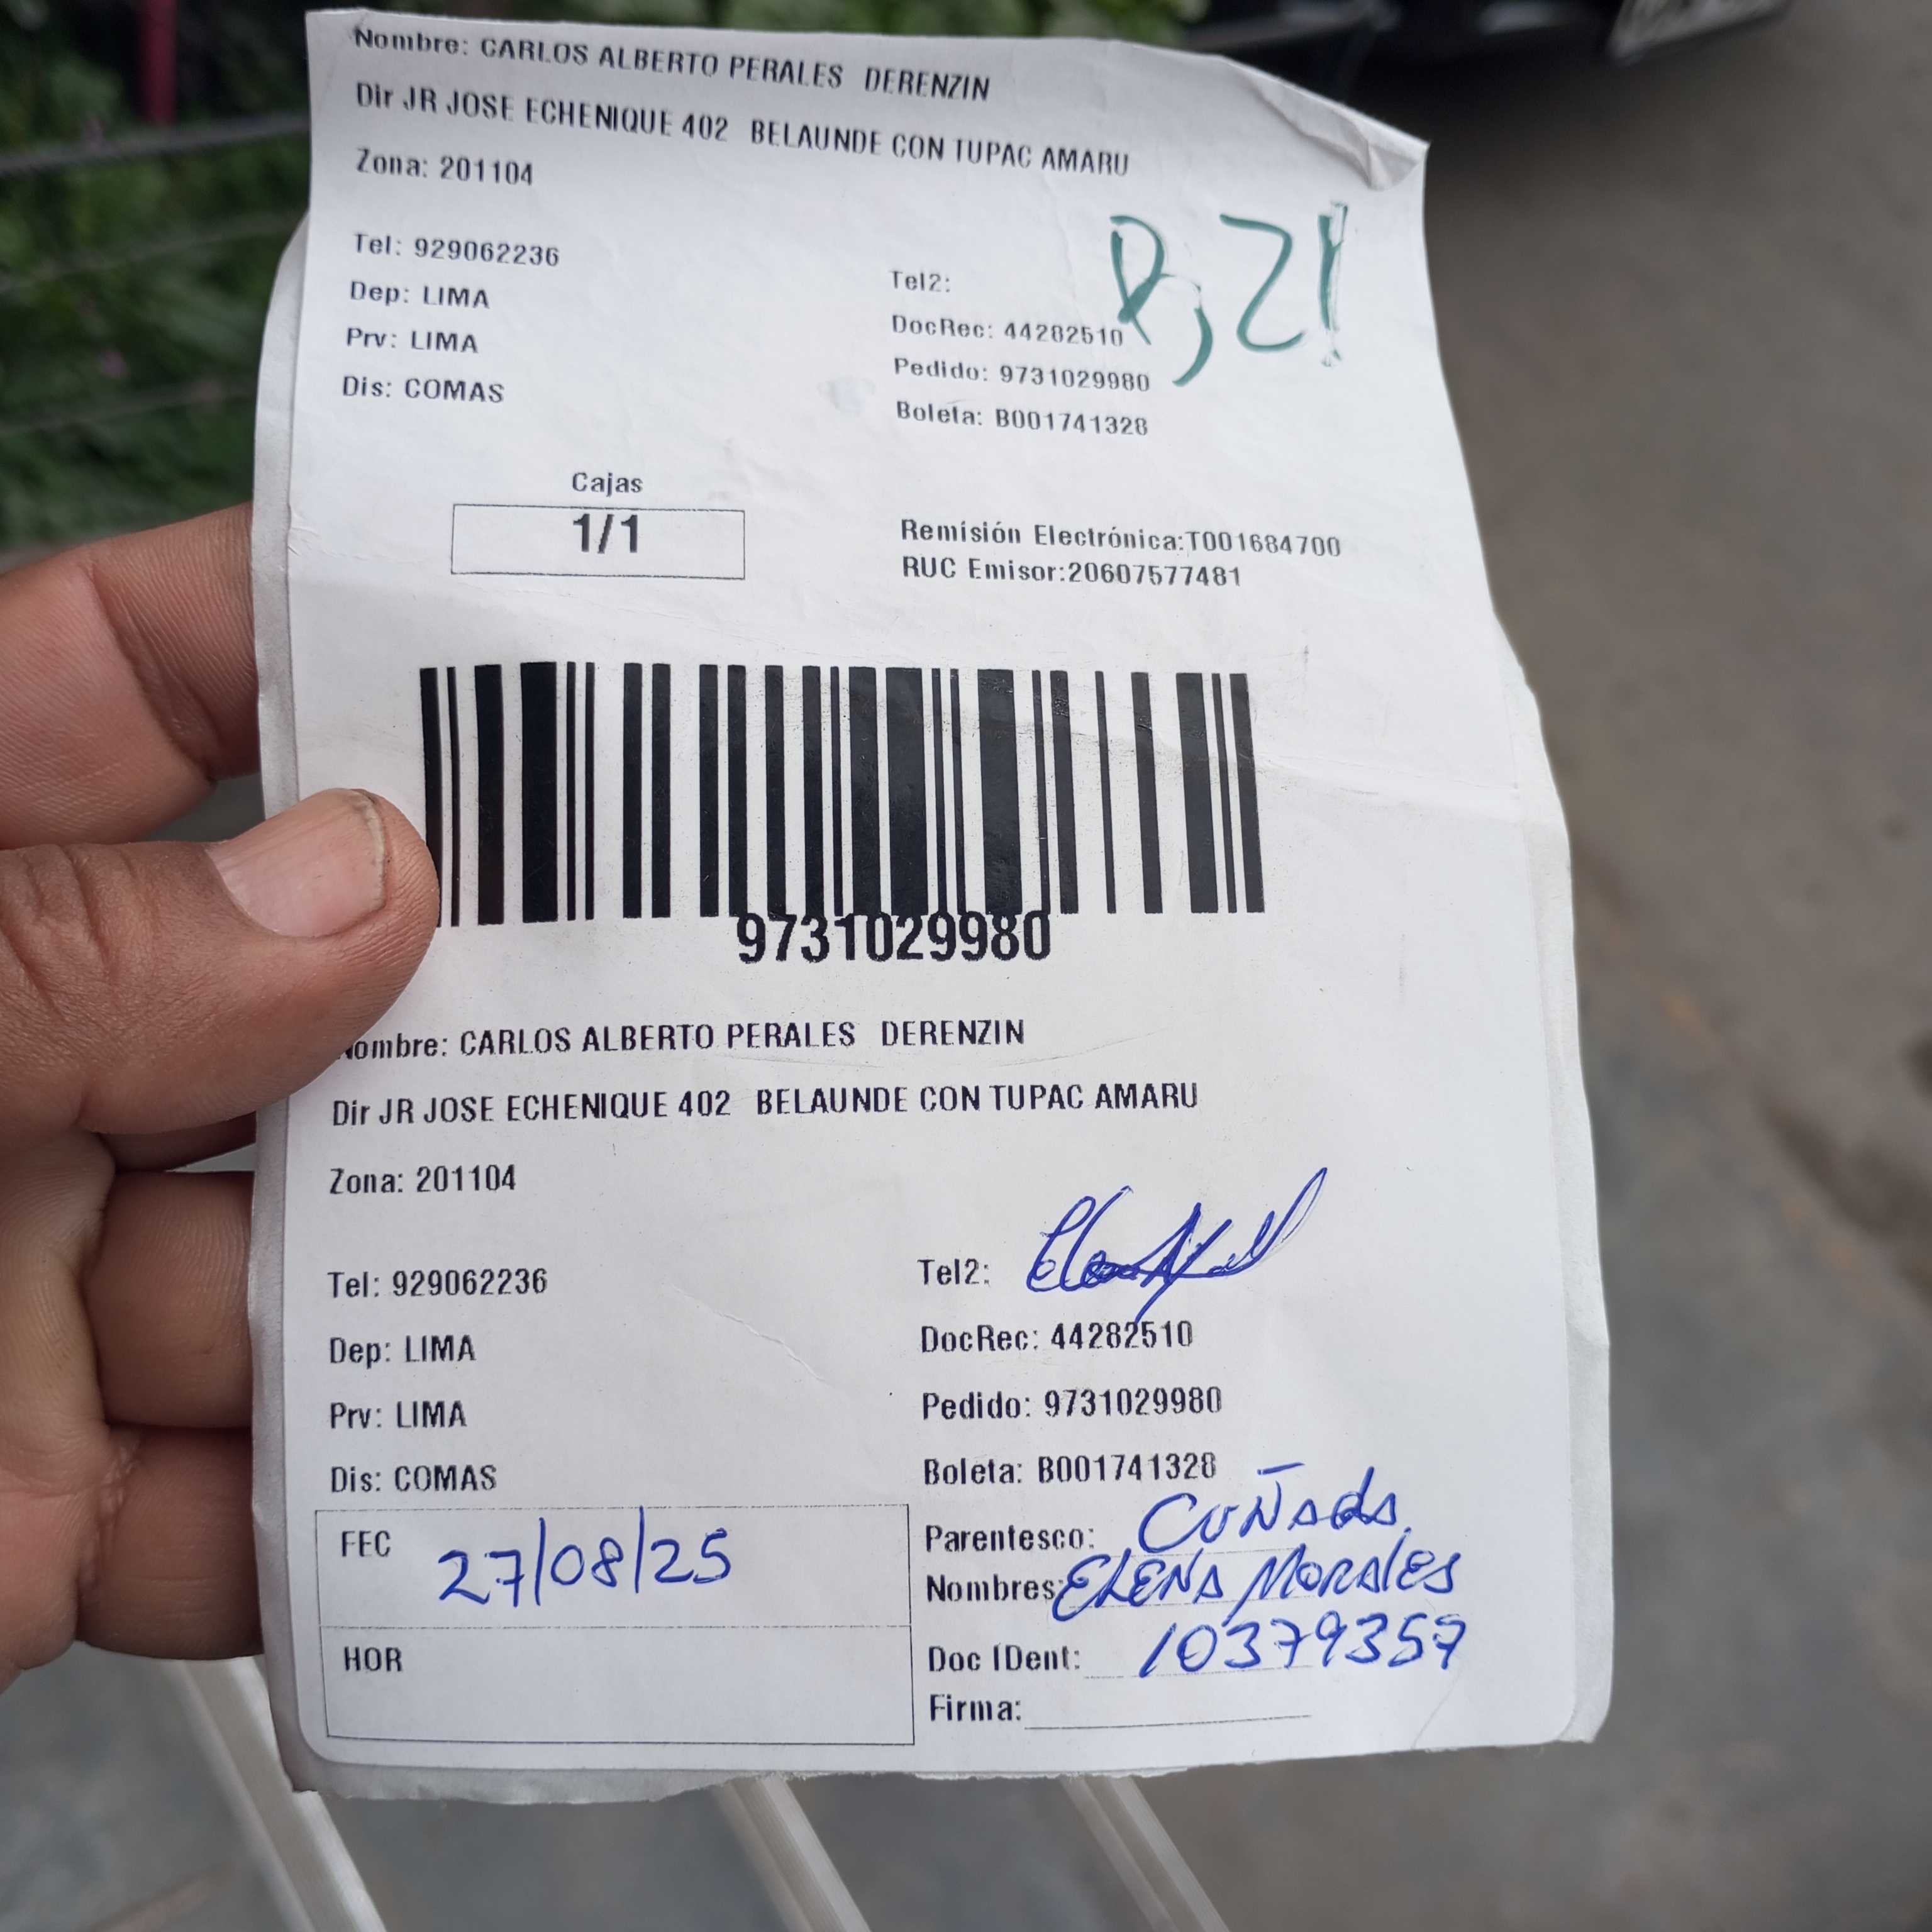 Nombre: CARLOS ALBERTO PERALES DERENZIN
Dir JR JOSE ECHENIQUE 402 BELAUNDE CON TUPAC AMARU
Zona: 201104
Tel: 929062236 Tel2:
Dep: LIMA DocRec: 44282510
Prv: LIMA Pedido: 9731029980
Dis: COMAS Boleta: B001741328
Cajas
1/1
Remisión Electrónica:T001684700
RUC Emisor:20607577481
9731029980
ombre: CARLOS ALBERTO PERALES DERENZIN
Dir JR JOSE ECHENIQUE 402 BELAUNDE CON TUPAC AMARU
Zona: 201104
Tel: 929062236 Tel2:
Dep: LIMA DocRec: 44282510
Prv: LIMA Pedido: 9731029980
Dis: COMAS Boleta: B001741328
FEC 27/08/25
HOR
Parentesco: CUÑADA
Nombres: ELENA MORALES
Doc IDent: 10379357
Firma: